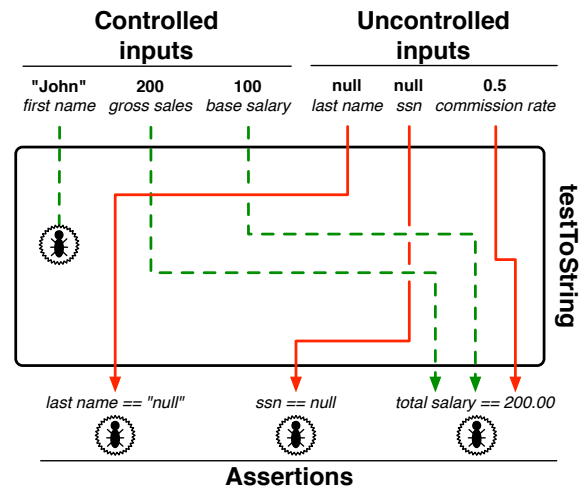 Controlled
inputs
Uncontrolled
inputs
"John"
first name
200
gross sales
100
base salary
null
last name
null
ssn
0.5
commission rate
testToString
last name == "null"
ssn == null
total salary == 200.00
Assertions